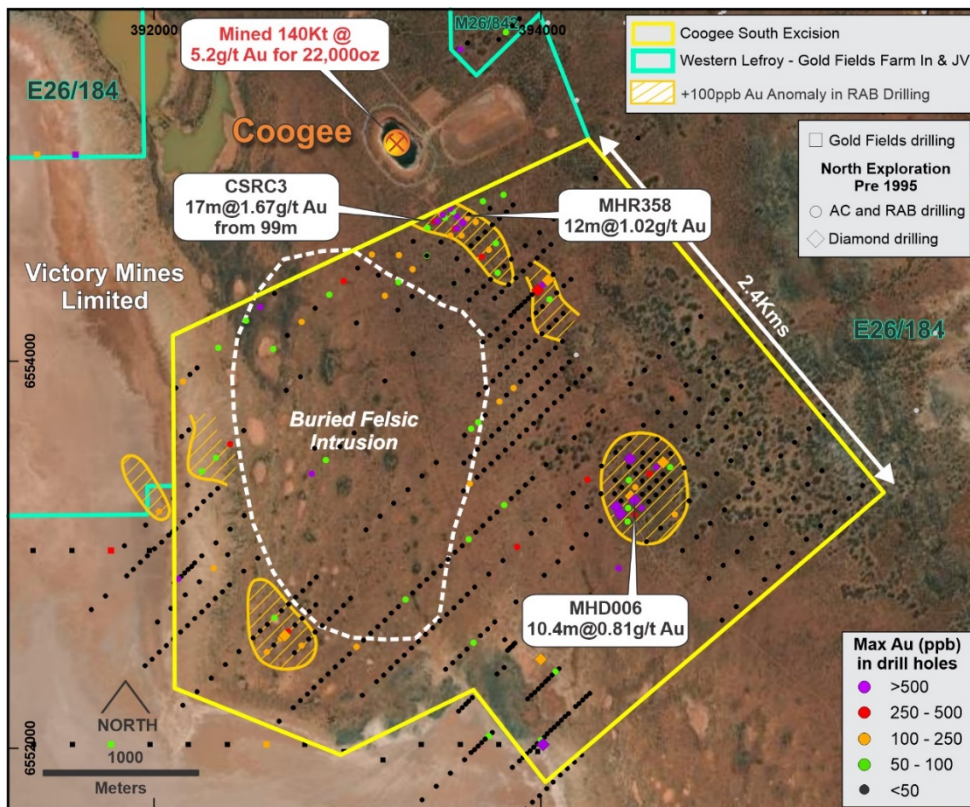 392000
M26/842
394000
Mined 140Kt @
5.2g/t Au for 22,000oz
E26/184
Coogee
CSRC3
17m@1.67g/t Au
from 99m
MHR358
12m@1.02g/t Au
Victory Mines
Limited
2.4Kms
E26/184
6554000
Buried Felsic
Intrusion
MHD006
10.4m@0.81g/t Au
NORTH
1000
Meters
6552000
Coogee South Excision
Western Lefroy - Gold Fields Farm In & JV
+100ppb Au Anomaly in RAB Drilling
Gold Fields drilling
North Exploration
Pre 1995
AC and RAB drilling
Diamond drilling
Max Au (ppb)
in drill holes
>500
250 - 500
100 - 250
50 - 100
<50